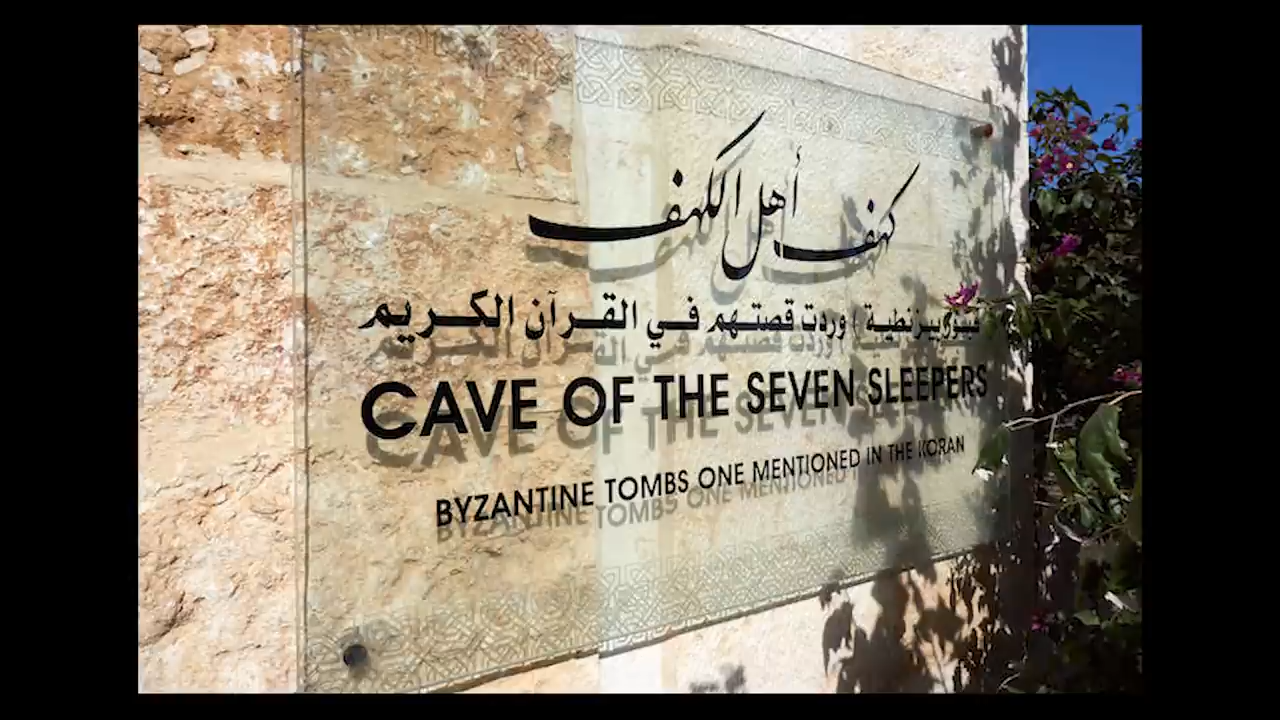 كهف أهل الكهف
وردت قصتهم في القرآن الكريم
CAVE OF THE SEVEN SLEEPERS
BYZANTINE TOMBS ONE MENTIONED IN THE KORAN